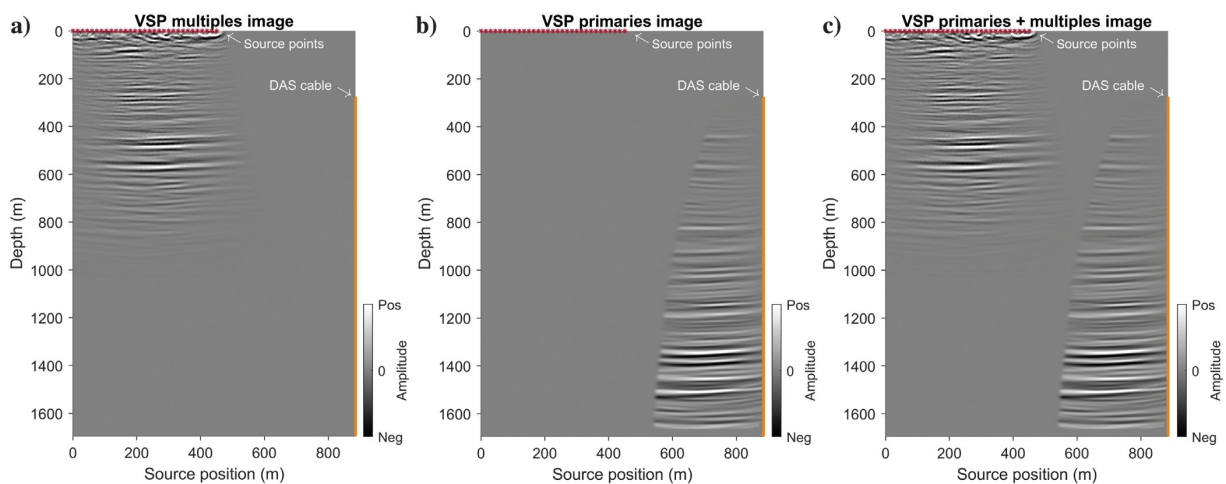 a)
VSP multiples image
Source points
DAS cable
0
200
400
600
800
1000
1200
1400
1600
Depth (m)
0
200
400
600
800
Source position (m)
Pos
0
Neg
Amplitude
b)
VSP primaries image
Source points
DAS cable
0
200
400
600
800
1000
1200
1400
1600
Depth (m)
0
200
400
600
800
Source position (m)
Pos
0
Neg
Amplitude
c)
VSP primaries + multiples image
Source points
DAS cable
0
200
400
600
800
1000
1200
1400
1600
Depth (m)
0
200
400
600
800
Source position (m)
Pos
0
Neg
Amplitude